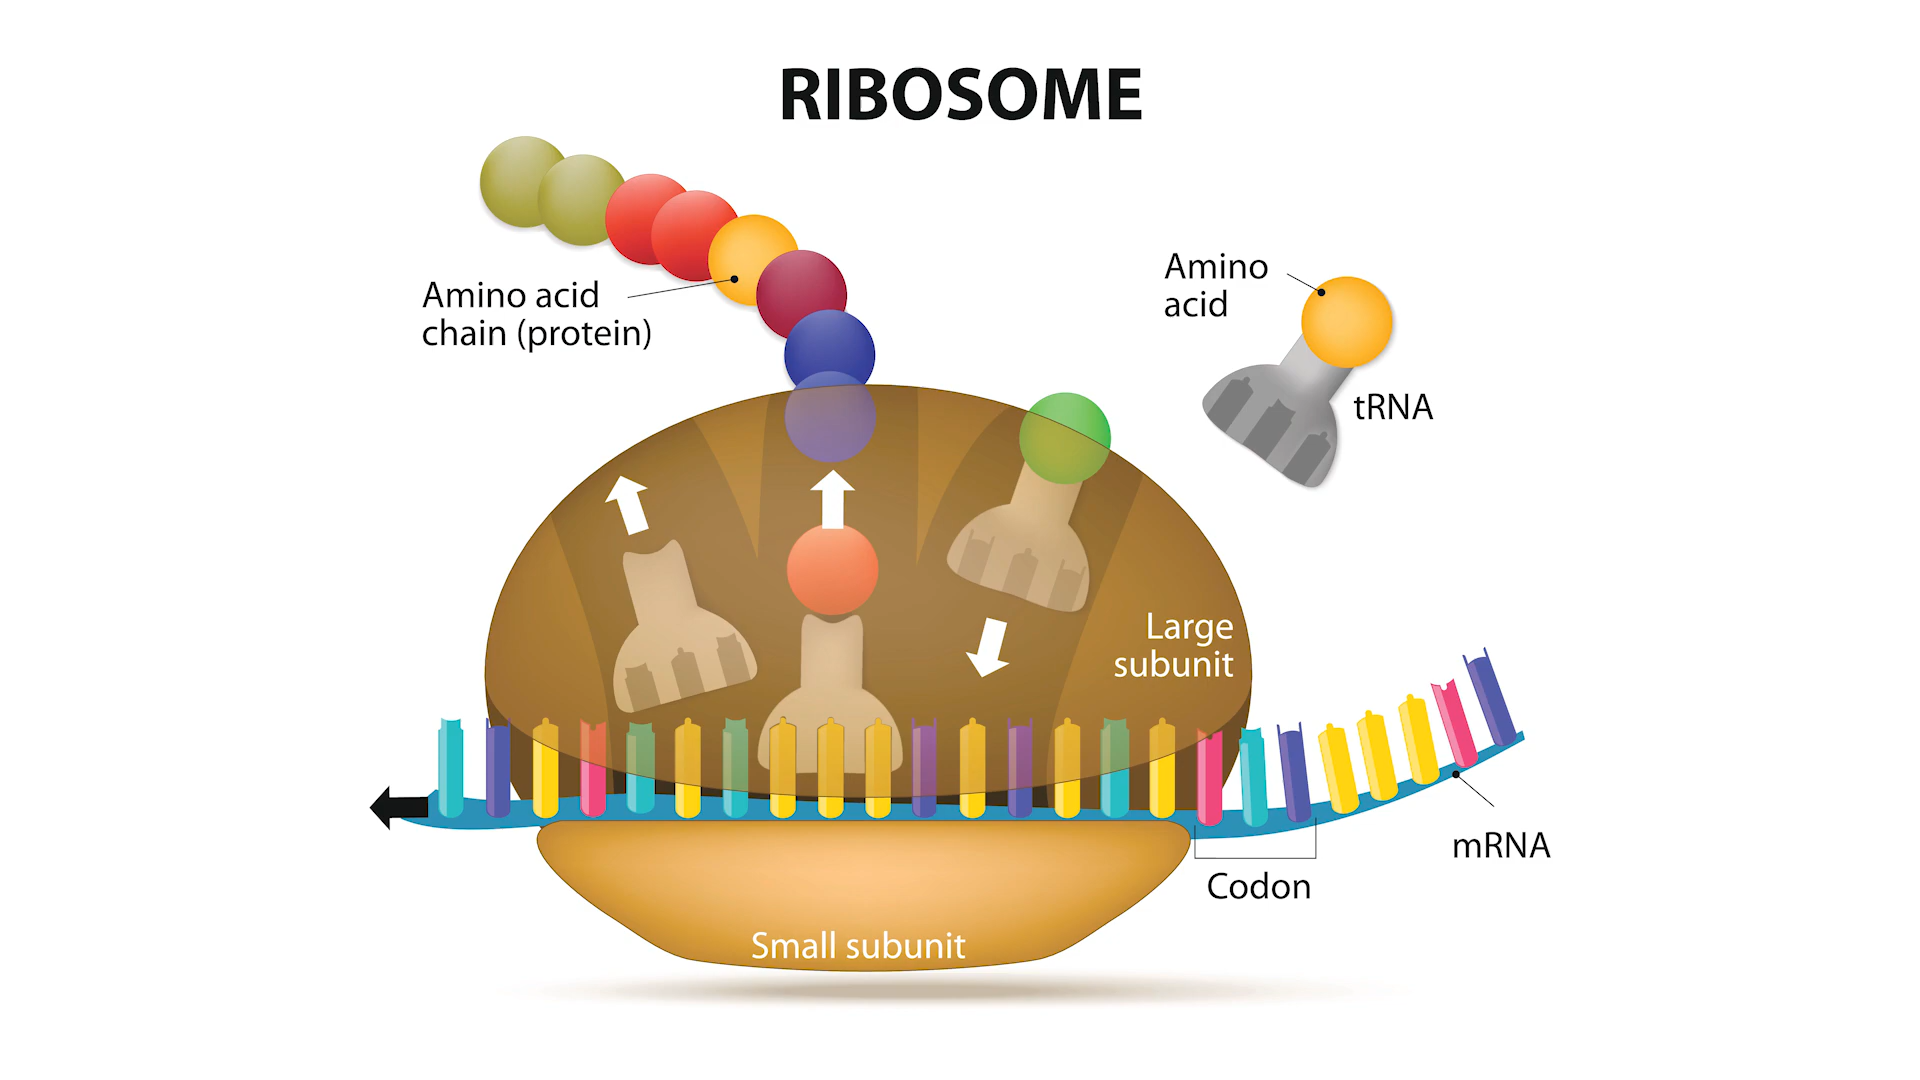 RIBOSOME
Amino acid
chain (protein)
Amino
acid
tRNA
Large
subunit
mRNA
Codon
Small subunit